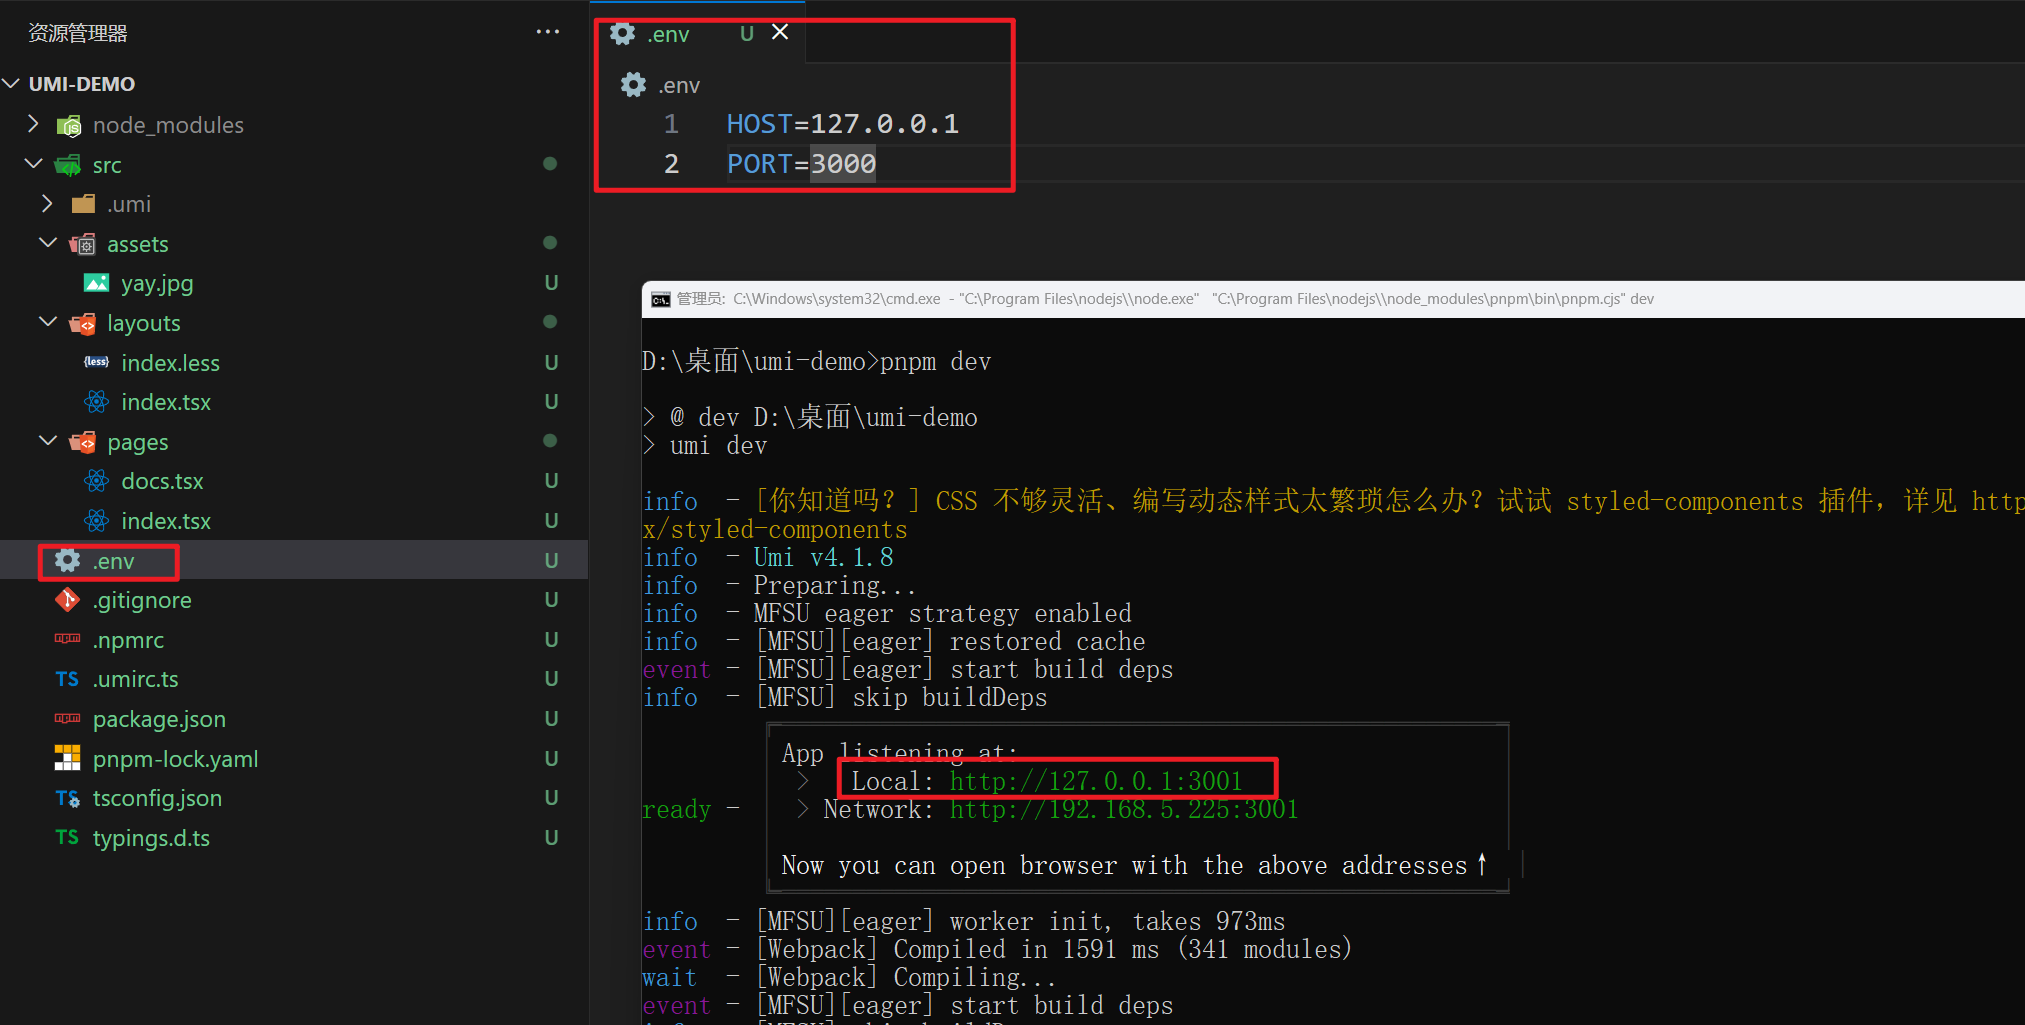 资源管理器
UMI-DEMO
node_modules
src
.umi
assets
yay.jpg U
layouts
index.less U
index.tsx U
pages
docs.tsx U
index.tsx U
.env U
.gitignore U
.npmrc U
.umirc.ts U
package.json U
pnpm-lock.yaml U
tsconfig.json U
typings.d.ts U
.env U
.env
1 HOST=127.0.0.1
2 PORT=3000
管理员: C:\Windows\system32\cmd.exe - "C:\Program Files\nodejs\\node.exe" "C:\Program Files\nodejs\\node_modules\pnpm\bin\pnpm.cjs" dev
D:\桌面\umi-demo>pnpm dev
> @ dev D:\桌面\umi-demo
> umi dev
info - [你知道吗？] CSS 不够灵活、编写动态样式太繁琐怎么办？试试 styled-components 插件，详见 http
x/styled-components
info - Umi v4.1.8
info - Preparing...
info - MFSU eager strategy enabled
info - [MFSU][eager] restored cache
event - [MFSU][eager] start build deps
info - [MFSU] skip buildDeps
App listening at:
> Local: http://127.0.0.1:3001
ready - > Network: http://192.168.5.225:3001
Now you can open browser with the above addresses↑
info - [MFSU][eager] worker init, takes 973ms
event - [Webpack] Compiled in 1591 ms (341 modules)
wait - [Webpack] Compiling...
event - [MFSU][eager] start build deps